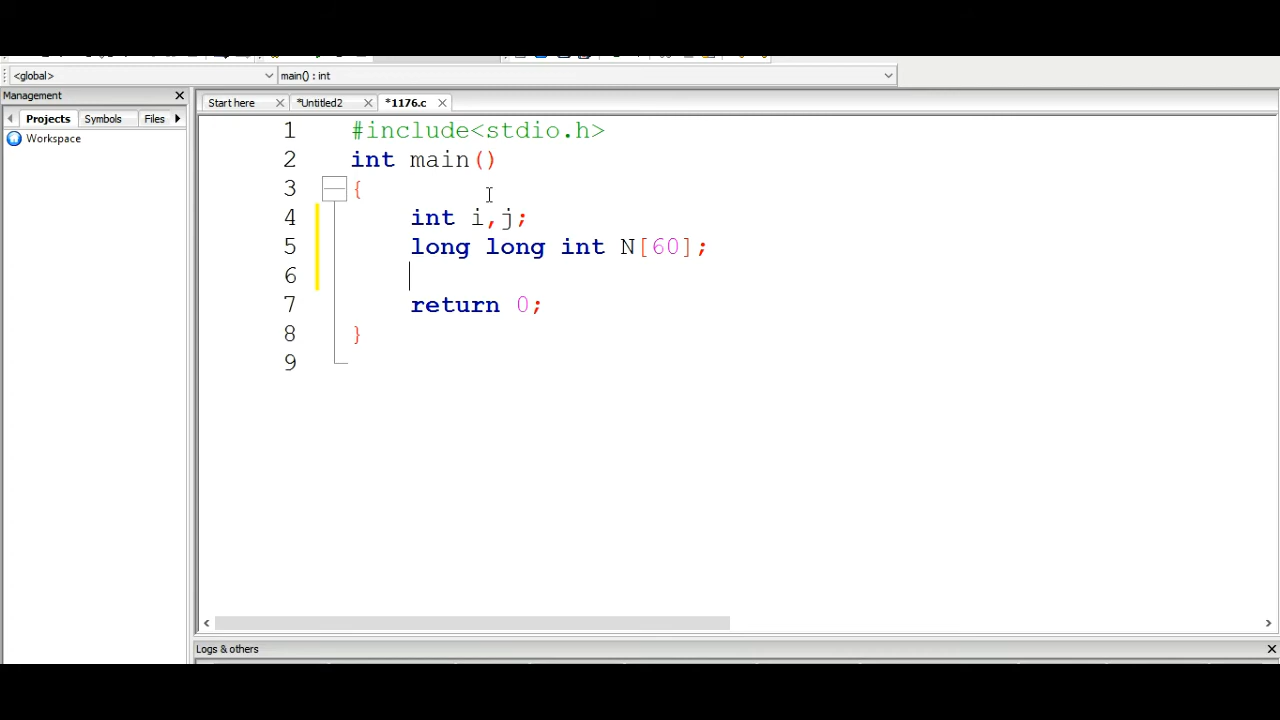 <global>
main() : int
Management
Start here
*Untitled2
*1176.c
Projects
Symbols
Files
Workspace
1 #include<stdio.h>
2 int main()
3 {
4 int i,j;
5 long long int N[60];
6
7 return 0;
8 }
9
Logs & others